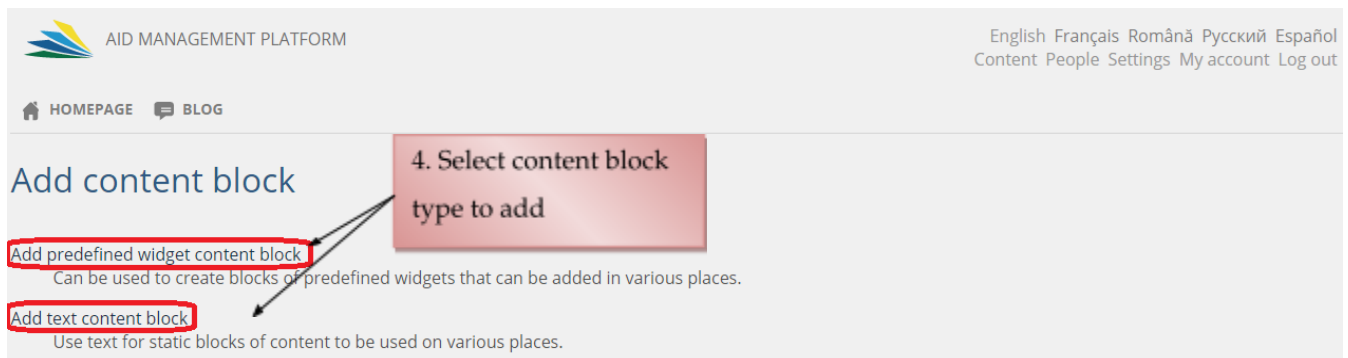 AID MANAGEMENT PLATFORM
English Français Română Русский Español
Content People Settings My account Log out
HOMEPAGE BLOG
Add content block
4. Select content block
type to add
Add predefined widget content block
Can be used to create blocks of predefined widgets that can be added in various places.
Add text content block
Use text for static blocks of content to be used on various places.